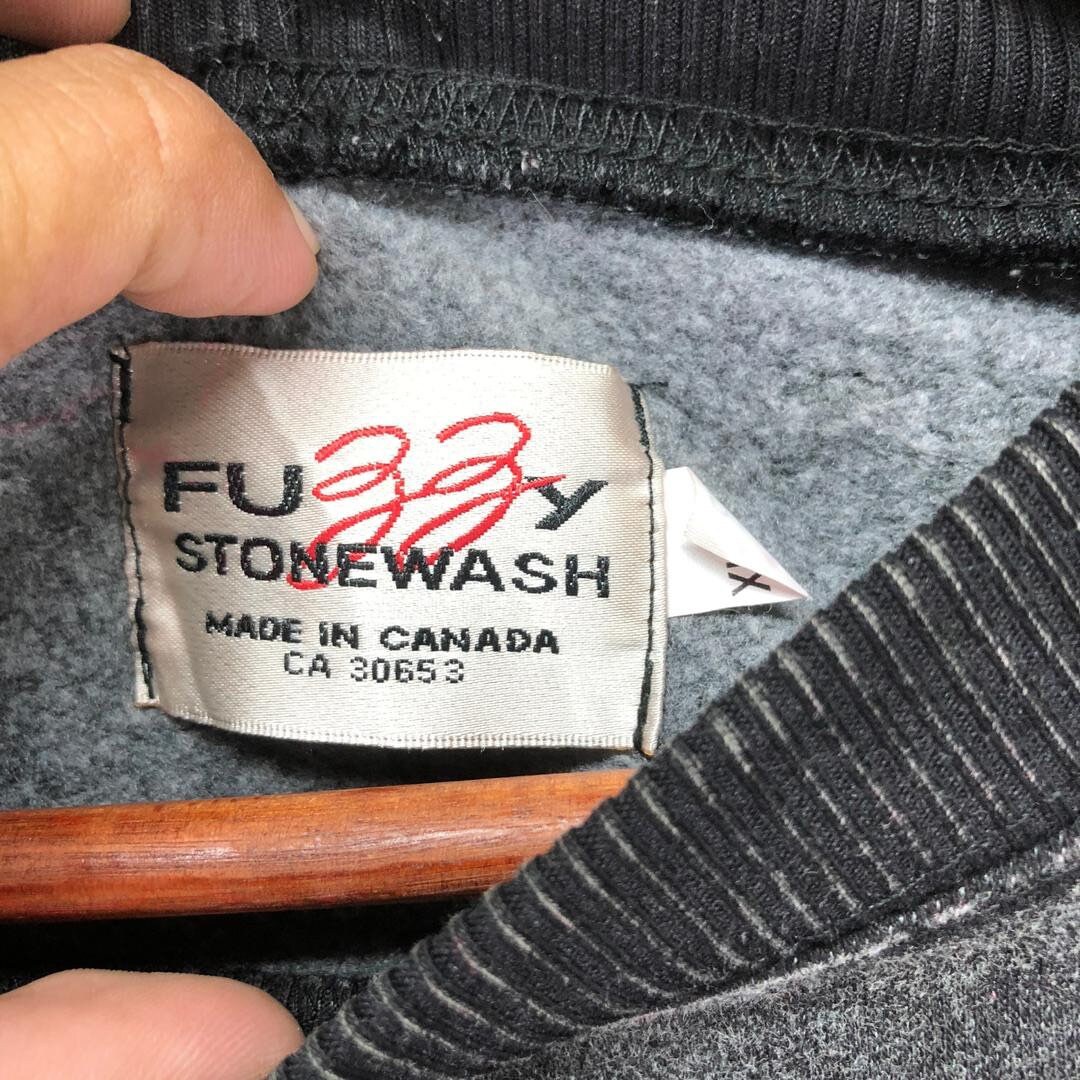 FUzzy
STONEWASH
MADE IN CANADA
CA 30653
X